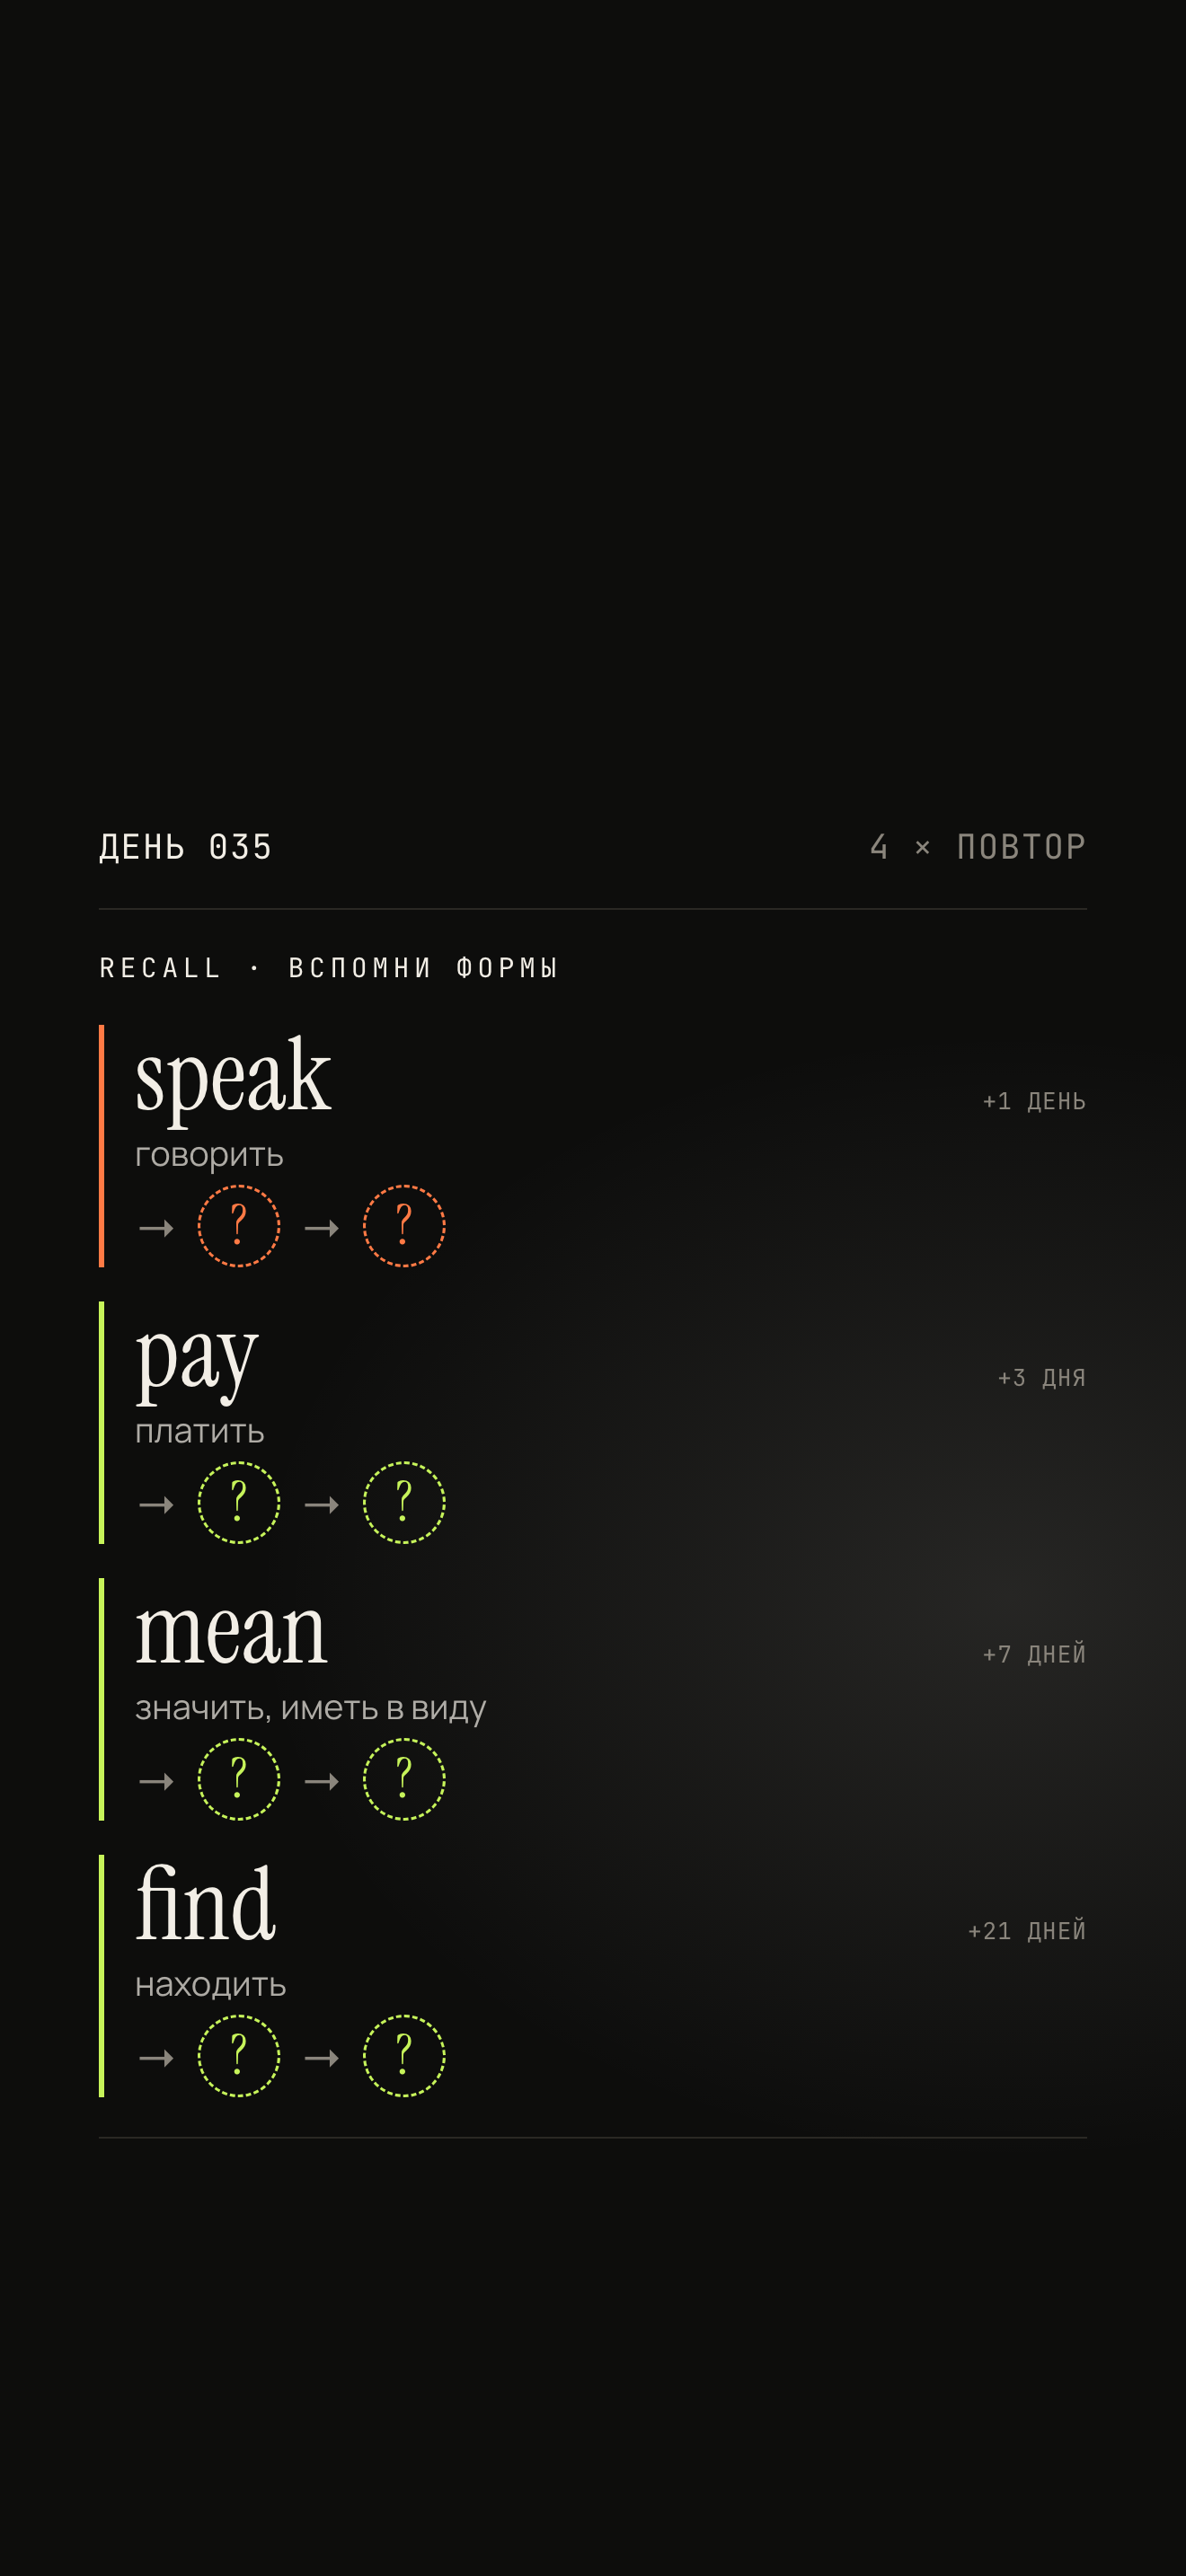 ДЕНЬ 035
4 × ПОВТОР
RECALL · ВСПОМНИ ФОРМЫ
speak
+1 ДЕНЬ
говорить
→ ? → ?
pay
+3 ДНЯ
платить
→ ? → ?
mean
+7 ДНЕЙ
значить, иметь в виду
→ ? → ?
find
+21 ДНЕЙ
находить
→ ? → ?